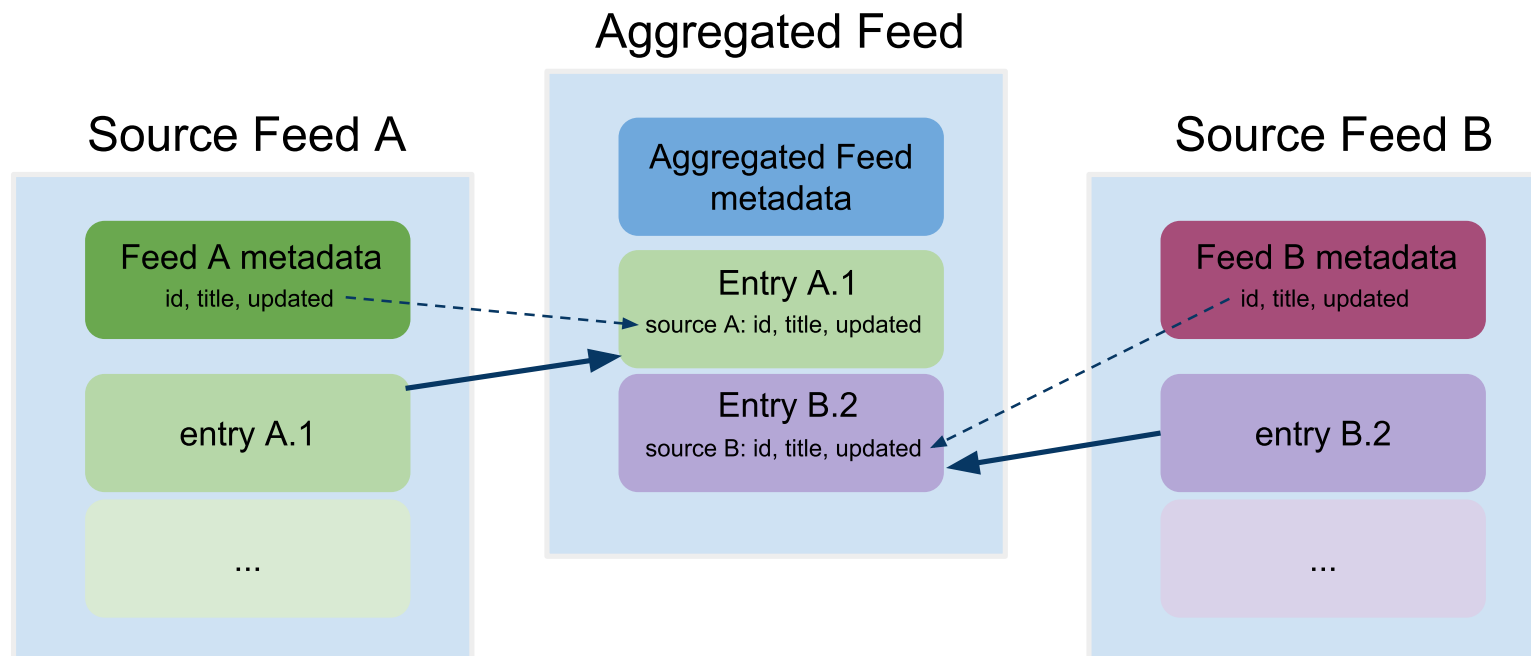 Aggregated Feed
Source Feed A
Source Feed B
Aggregated Feed
metadata
Feed A metadata
id, title, updated
entry A.1
...
Entry A.1
source A: id, title, updated
Entry B.2
source B: id, title, updated
Feed B metadata
id, title, updated
entry B.2
...